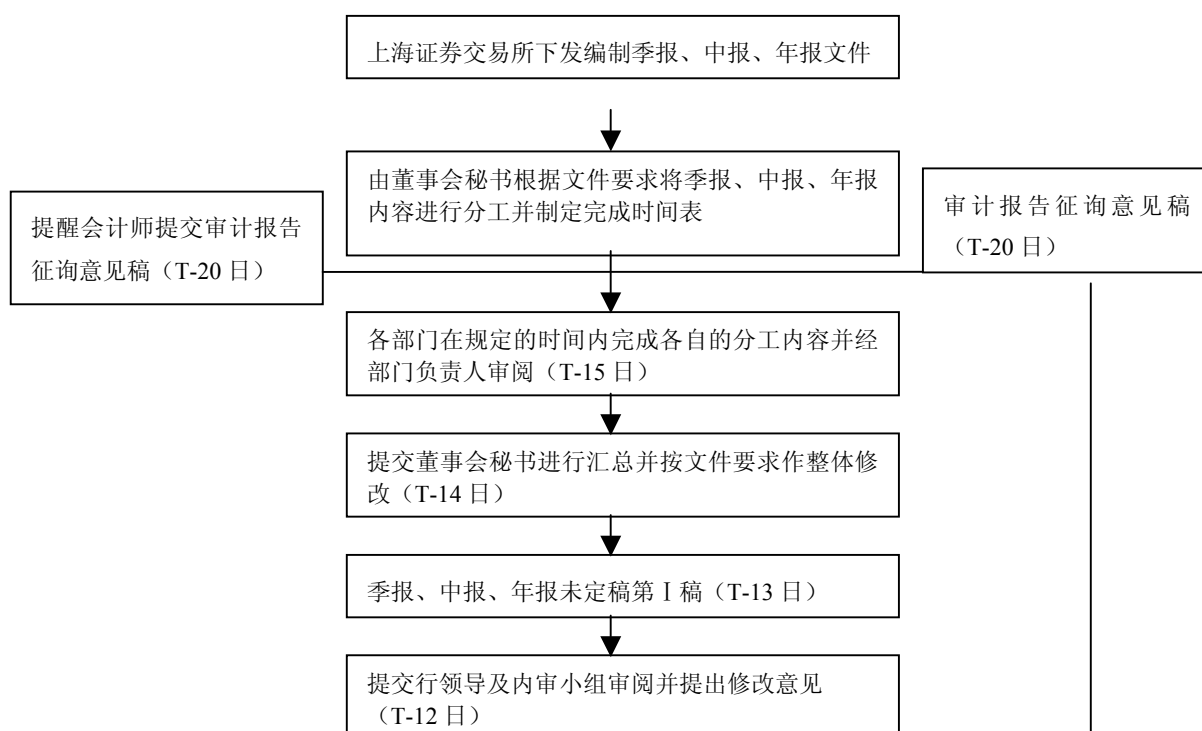 上海证券交易所下发编制季报、中报、年报文件
由董事会秘书根据文件要求将季报、中报、年报
内容进行分工并制定完成时间表
提醒会计师提交审计报告
征询意见稿（T-20 日）
审计报告征询意见稿
（T-20 日）
各部门在规定的时间内完成各自的分工内容并经
部门负责人审阅（T-15 日）
提交董事会秘书进行汇总并按文件要求作整体修
改（T-14 日）
季报、中报、年报未定稿第Ⅰ稿（T-13 日）
提交行领导及内审小组审阅并提出修改意见
（T-12 日）